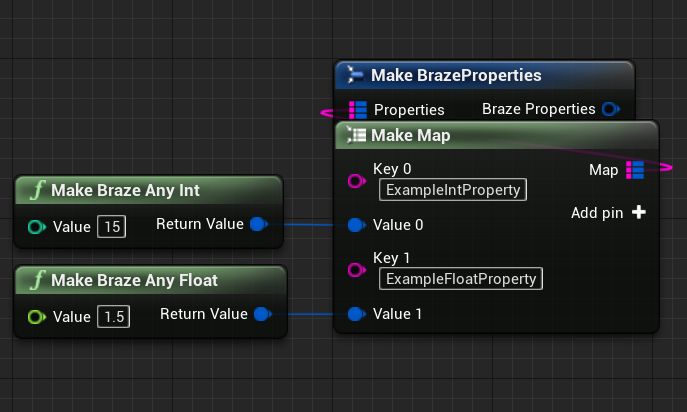 Make BrazeProperties
Properties
Braze Properties
Make Map
Key 0
ExampleIntProperty
Map
Add pin
Value 0
Key 1
ExampleFloatProperty
Value 1
f Make Braze Any Int
Value 15
Return Value
f Make Braze Any Float
Value 1.5
Return Value